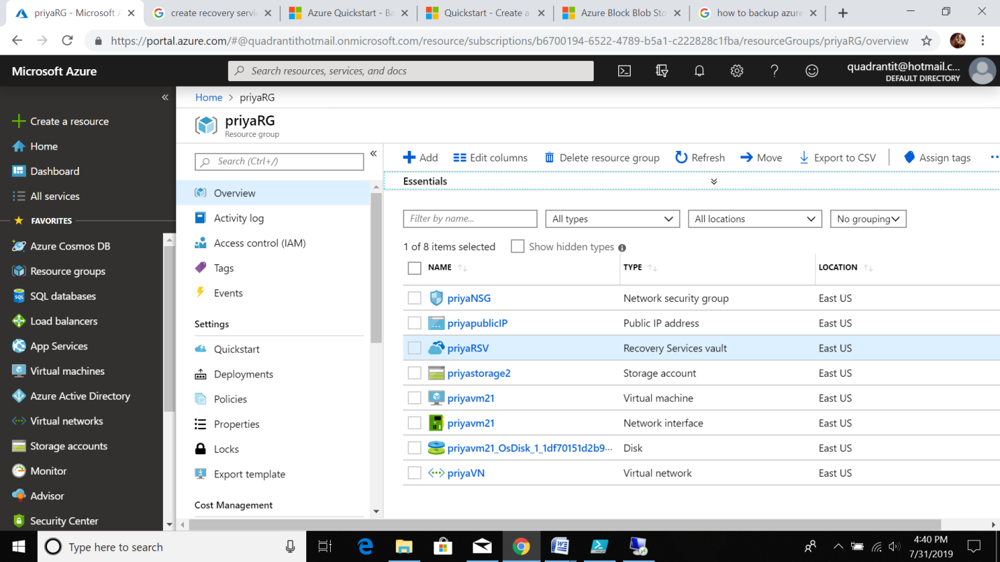 priyaRG - Microsoft A
create recovery servi
Azure Quickstart - Ba
Quickstart - Create a
Azure Block Blob Sto
how to backup azure
https://portal.azure.com/#@quadrantithotmail.onmicrosoft.com/resource/subscriptions/b6700194-6522-4789-b5a1-c222828c1fba/resourceGroups/priyaRG/overview
Microsoft Azure
Search resources, services, and docs
quadrantit@hotmail.c...
DEFAULT DIRECTORY
Create a resource
Home
Dashboard
All services
FAVORITES
Azure Cosmos DB
Resource groups
SQL databases
Load balancers
App Services
Virtual machines
Azure Active Directory
Virtual networks
Storage accounts
Monitor
Advisor
Security Center
Home > priyaRG
priyaRG
Resource group
Search (Ctrl+/)
Overview
Activity log
Access control (IAM)
Tags
Events
Settings
Quickstart
Deployments
Policies
Properties
Locks
Export template
Cost Management
Add Edit columns Delete resource group Refresh Move Export to CSV Assign tags
Essentials
Filter by name... All types All locations No grouping
1 of 8 items selected Show hidden types
NAME TYPE LOCATION
priyaNSG Network security group East US
priyapublicIP Public IP address East US
priyaRSV Recovery Services vault East US
priyastorage2 Storage account East US
priyavm21 Virtual machine East US
priyavm21 Network interface East US
priyavm21_OsDisk_1_1df70151d2b9... Disk East US
priyaVN Virtual network East US
Type here to search
4:40 PM
7/31/2019